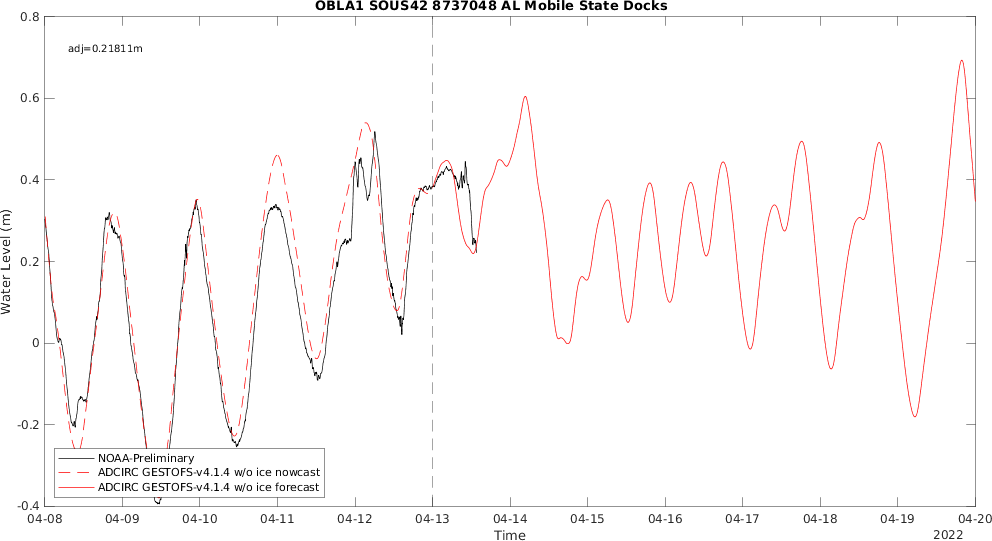 OBLA1 SOUS42 8737048 AL Mobile State Docks
adj=0.21811m
Water Level (m)
0.8
0.6
0.4
0.2
0
-0.2
-0.4
NOAA-Preliminary
ADCIRC GESTOFS-v4.1.4 w/o ice nowcast
ADCIRC GESTOFS-v4.1.4 w/o ice forecast
04-08 04-09 04-10 04-11 04-12 04-13 04-14 04-15 04-16 04-17 04-18 04-19 04-20
Time
2022